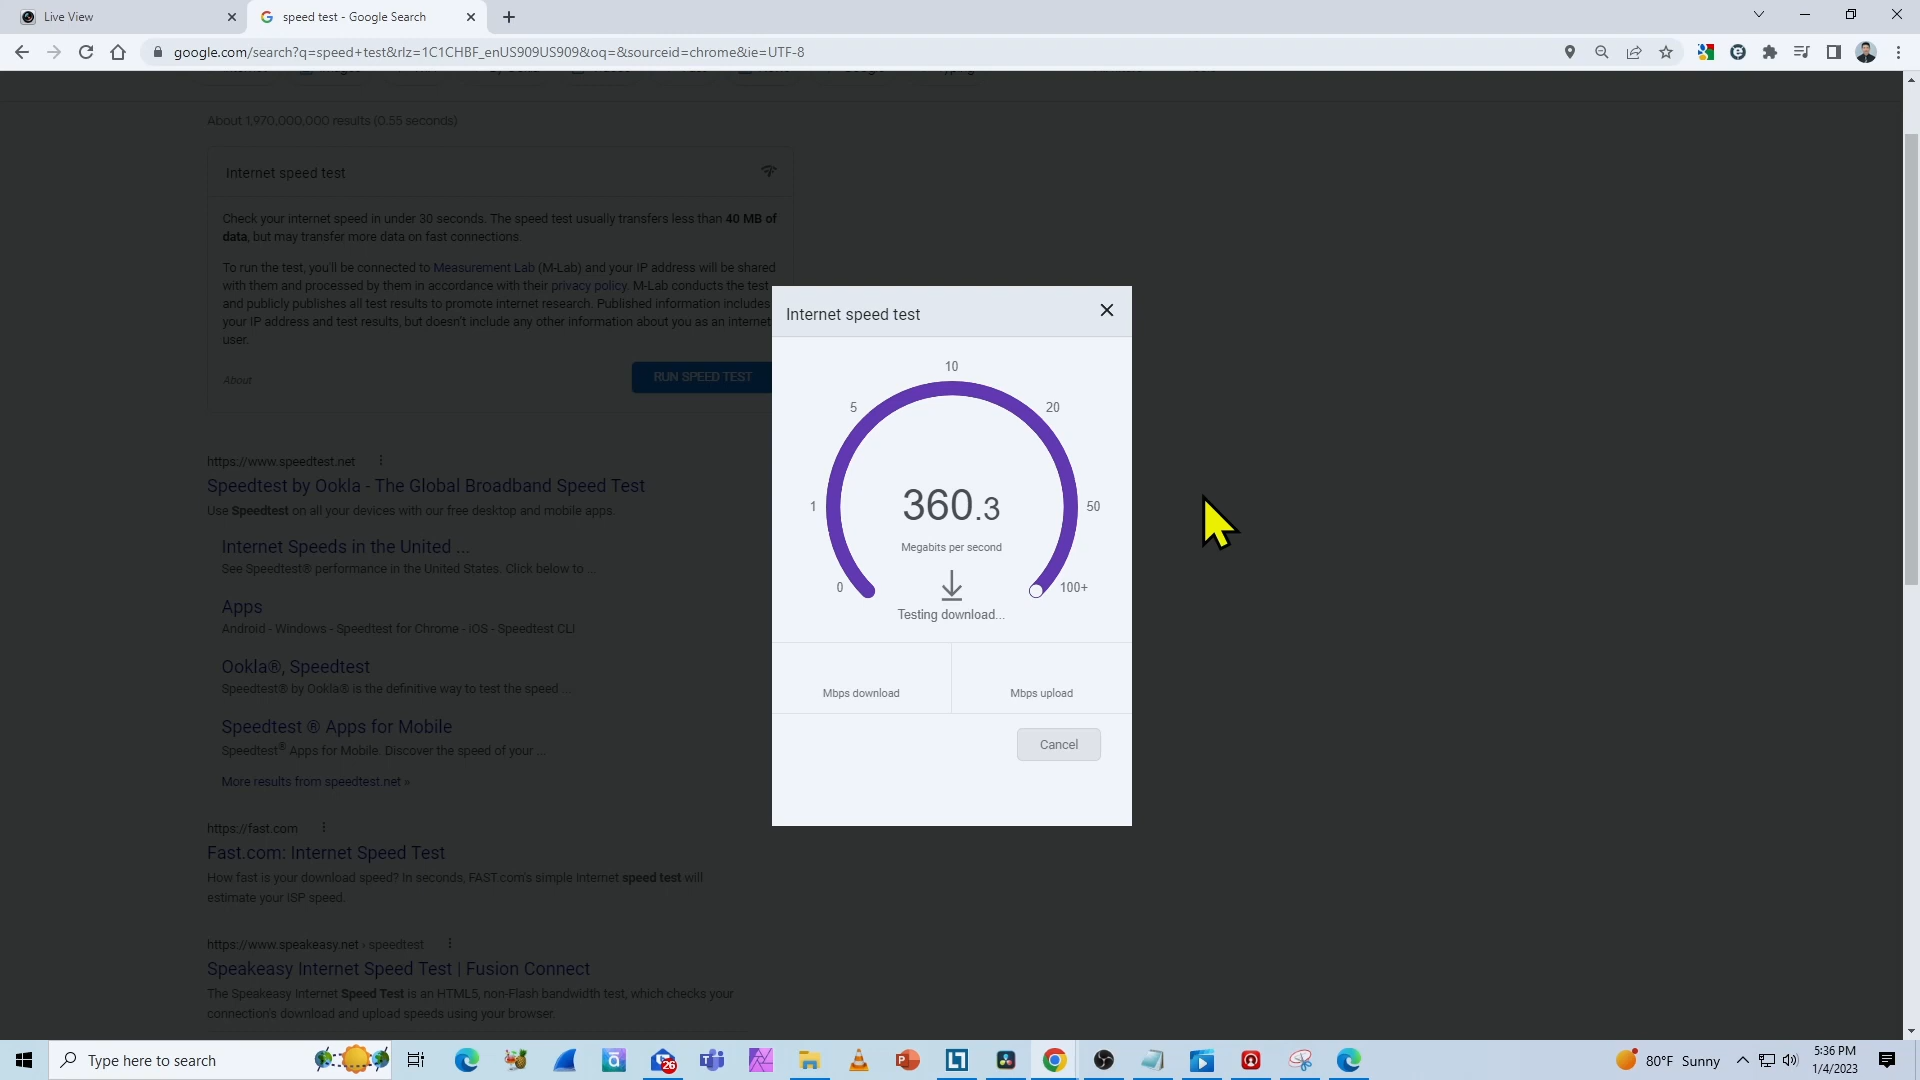 Live View
speed test - Google Search
google.com/search?q=speed+test&rlz=1C1CHBF_enUS909US909&oq=&sourceid=chrome&ie=UTF-8
About 1,970,000,000 results (0.55 seconds)
Internet speed test
Check your internet speed in under 30 seconds. The speed test usually transfers less than 40 MB of
data, but may transfer more data on fast connections.
To run the test, you'll be connected to Measurement Lab (M-Lab) and your IP address will be shared
with them and processed by them in accordance with their privacy policy. M-Lab conducts the test
and publicly publishes all test results to promote internet research. Published information includes
your IP address and test results, but doesn't include any other information about you as an internet
user.
About
RUN SPEED TEST
https://www.speedtest.net
Speedtest by Ookla - The Global Broadband Speed Test
Use Speedtest on all your devices with our free desktop and mobile apps.
Internet Speeds in the United ...
See Speedtest® performance in the United States. Click below to ...
Apps
Android - Windows - Speedtest for Chrome - iOS - Speedtest CLI
Ookla®, Speedtest
Speedtest® by Ookla® is the definitive way to test the speed ...
Speedtest ® Apps for Mobile
Speedtest® Apps for Mobile. Discover the speed of your ...
More results from speedtest.net »
https://fast.com
Fast.com: Internet Speed Test
How fast is your download speed? In seconds, FAST.com's simple Internet speed test will
estimate your ISP speed.
https://www.speakeasy.net › speedtest
Speakeasy Internet Speed Test | Fusion Connect
The Speakeasy Internet Speed Test is an HTML5, non-Flash bandwidth test, which checks your
connection's download and upload speeds using your browser.
Internet speed test
10
5
20
1
360.3
50
Megabits per second
0
100+
Testing download...
Mbps download
Mbps upload
Cancel
Type here to search
26
80°F Sunny
5:36 PM
1/4/2023